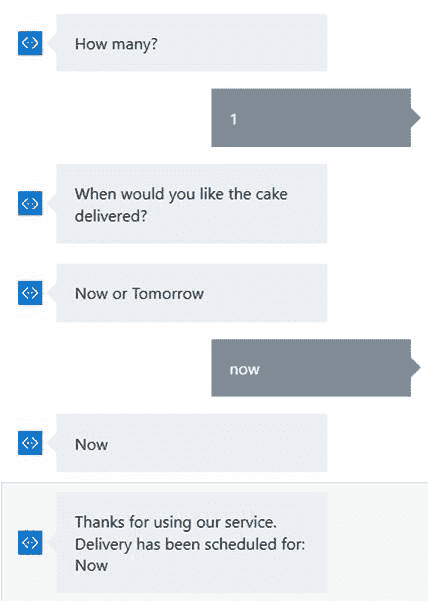 How many?
1
When would you like the cake
delivered?
Now or Tomorrow
now
Now
Thanks for using our service.
Delivery has been scheduled for:
Now